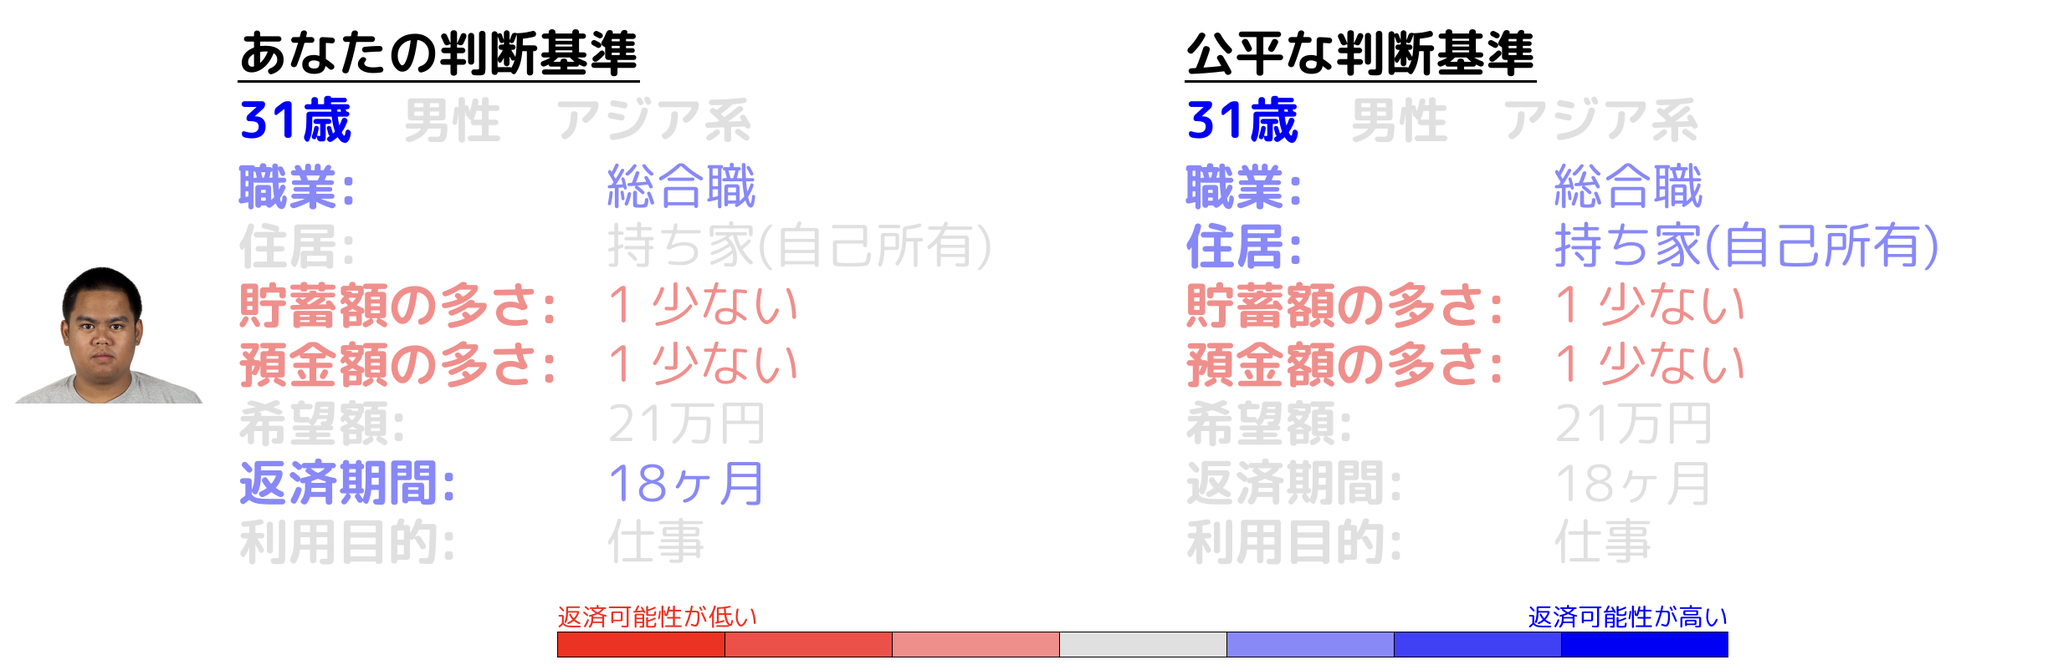 あなたの判断基準
31歳 男性 アジア系
職業: 総合職
住居: 持ち家(自己所有)
貯蓄額の多さ: 1 少ない
預金額の多さ: 1 少ない
希望額: 21万円
返済期間: 18ヶ月
利用目的: 仕事
公平な判断基準
31歳 男性 アジア系
職業: 総合職
住居: 持ち家(自己所有)
貯蓄額の多さ: 1 少ない
預金額の多さ: 1 少ない
希望額: 21万円
返済期間: 18ヶ月
利用目的: 仕事
返済可能性が低い
返済可能性が高い